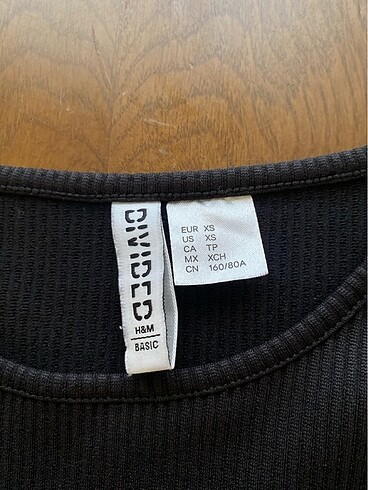 DIVIDED
H&M
BASIC
EUR XS
US XS
CA TP
MX XCH
CN 160/80A